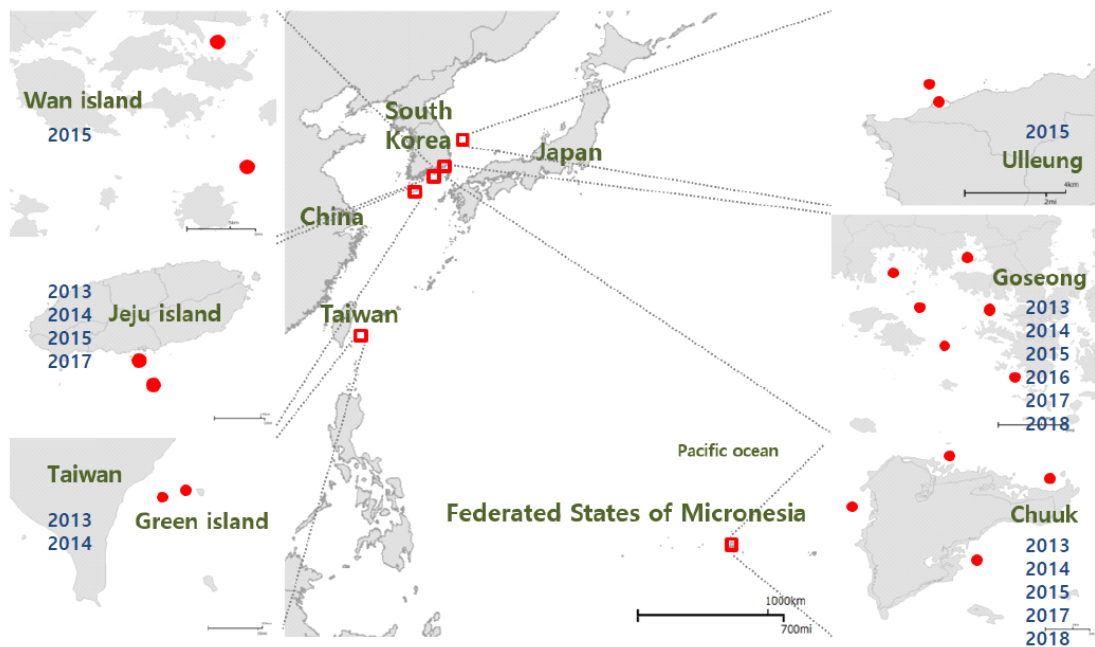 Wan island
2015
2013
2014
2015
2017
Jeju island
Taiwan
2013
2014
Green island
South
Korea
Japan
China
Taiwan
Pacific ocean
Federated States of Micronesia
1000km
700mi
2015
Ulleung
4km
2mi
Goseong
2013
2014
2015
2016
2017
2018
Chuuk
2013
2014
2015
2017
2018